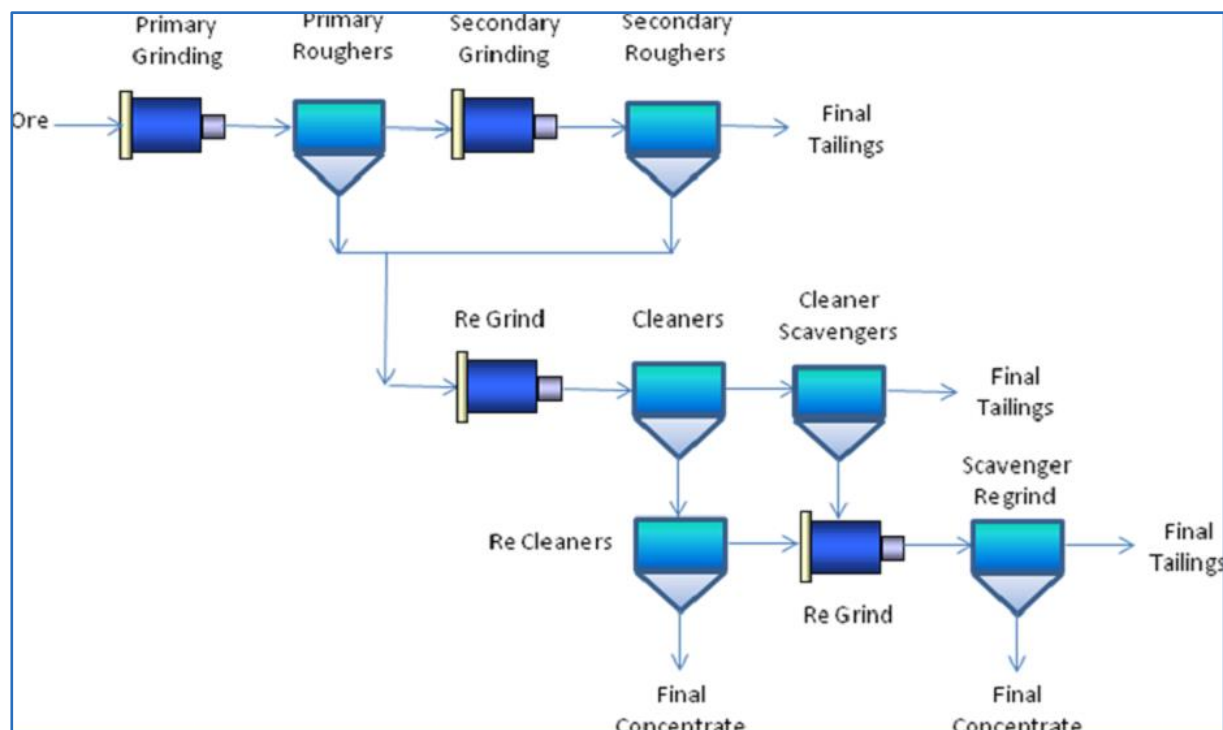 Primary
Grinding
Primary
Roughers
Secondary
Grinding
Secondary
Roughers
Ore
Final
Tailings
Re Grind
Cleaners
Cleaner
Scavengers
Final
Tailings
Scavenger
Regrind
Re Cleaners
Final
Tailings
Re Grind
Final
Concentrate
Final
Concentrate